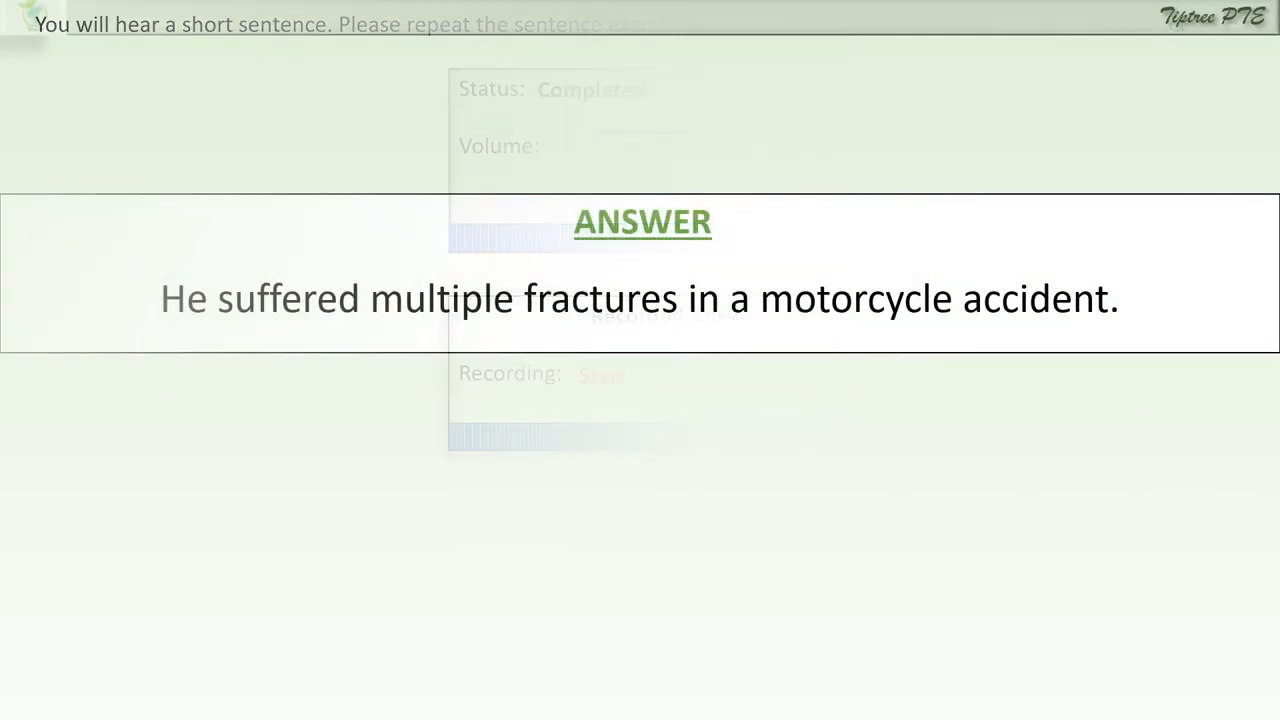 You will hear a short sentence. Please repeat the sentence
Tiptree PTE
Status: Completed
Volume:
ANSWER
He suffered multiple fractures in a motorcycle accident.
Recording: